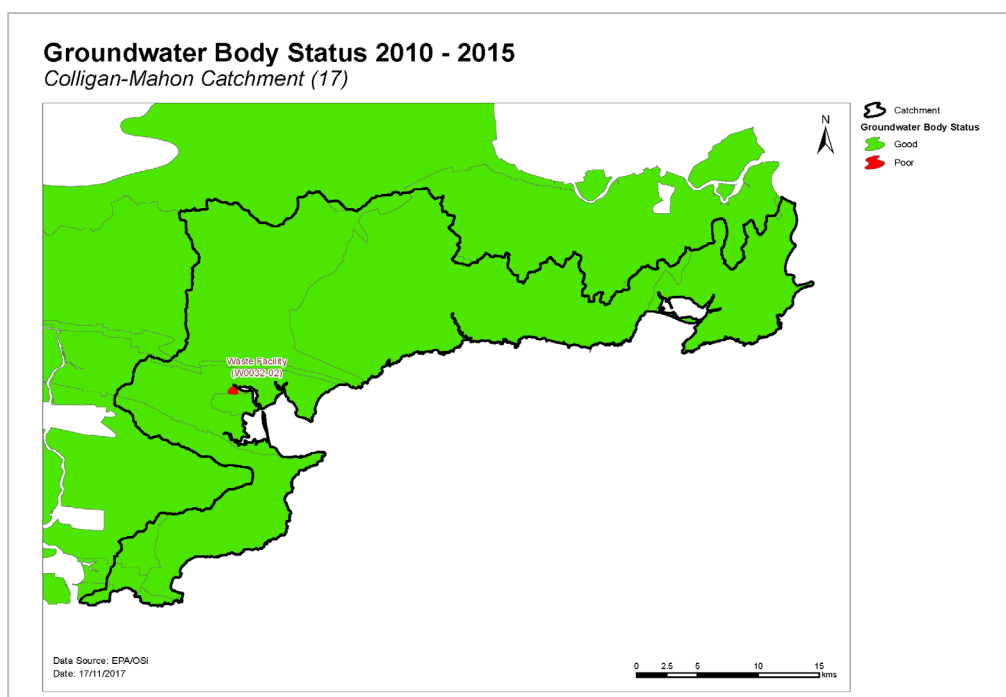 Groundwater Body Status 2010 - 2015
Colligan-Mahon Catchment (17)
N
Catchment
Groundwater Body Status
Good
Poor
Waste Facility
(W0032-02)
Data Source: EPA/OSi
Date: 17/11/2017
0 2.5 5 10 15
kms